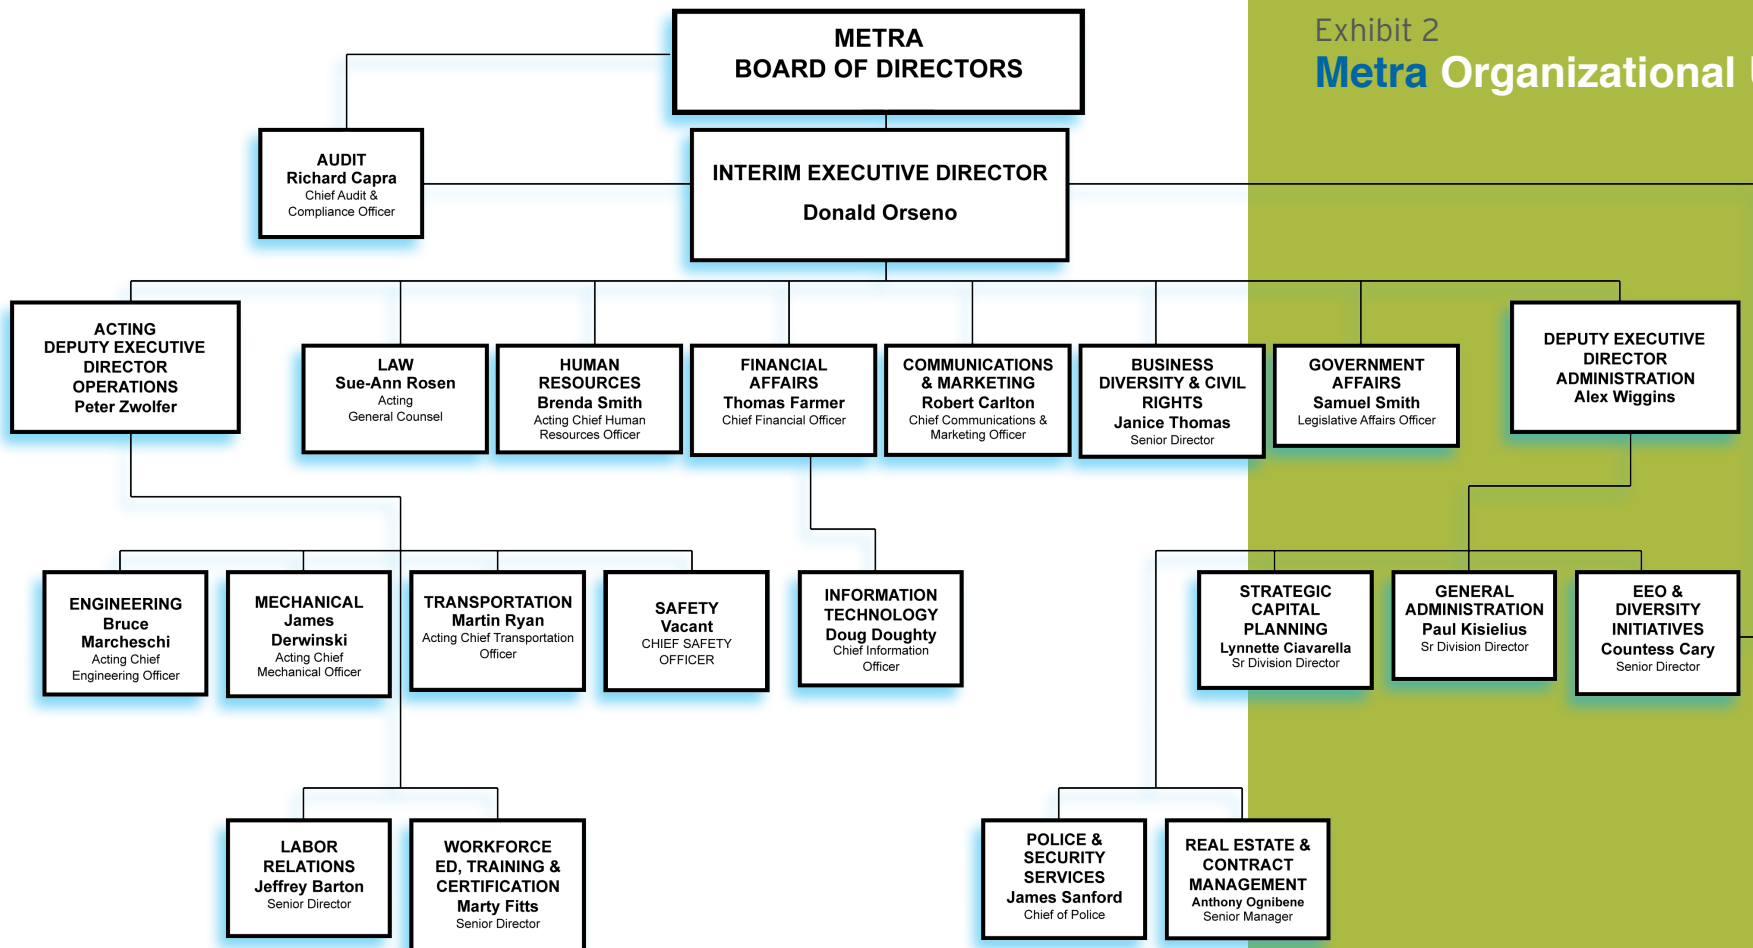 Exhibit 2
Metra Organizational
METRA
BOARD OF DIRECTORS
AUDIT
Richard Capra
Chief Audit &
Compliance Officer
INTERIM EXECUTIVE DIRECTOR
Donald Orseno
ACTING
DEPUTY EXECUTIVE
DIRECTOR
OPERATIONS
Peter Zwolfer
LAW
Sue-Ann Rosen
Acting
General Counsel
HUMAN
RESOURCES
Brenda Smith
Acting Chief Human
Resources Officer
FINANCIAL
AFFAIRS
Thomas Farmer
Chief Financial Officer
COMMUNICATIONS
& MARKETING
Robert Carlton
Chief Communications &
Marketing Officer
BUSINESS
DIVERSITY & CIVIL
RIGHTS
Janice Thomas
Senior Director
GOVERNMENT
AFFAIRS
Samuel Smith
Legislative Affairs Officer
DEPUTY EXECUTIVE
DIRECTOR
ADMINISTRATION
Alex Wiggins
ENGINEERING
Bruce
Marcheschi
Acting Chief
Engineering Officer
MECHANICAL
James
Derwinski
Acting Chief
Mechanical Officer
TRANSPORTATION
Martin Ryan
Acting Chief Transportation
Officer
SAFETY
Vacant
CHIEF SAFETY
OFFICER
INFORMATION
TECHNOLOGY
Doug Doughty
Chief Information
Officer
STRATEGIC
CAPITAL
PLANNING
Lynnette Ciavarella
Sr Division Director
GENERAL
ADMINISTRATION
Paul Kisielius
Sr Division Director
EEO &
DIVERSITY
INITIATIVES
Countess Cary
Senior Director
LABOR
RELATIONS
Jeffrey Barton
Senior Director
WORKFORCE
ED, TRAINING &
CERTIFICATION
Marty Fitts
Senior Director
POLICE &
SECURITY
SERVICES
James Sanford
Chief of Police
REAL ESTATE &
CONTRACT
MANAGEMENT
Anthony Ognibene
Senior Manager